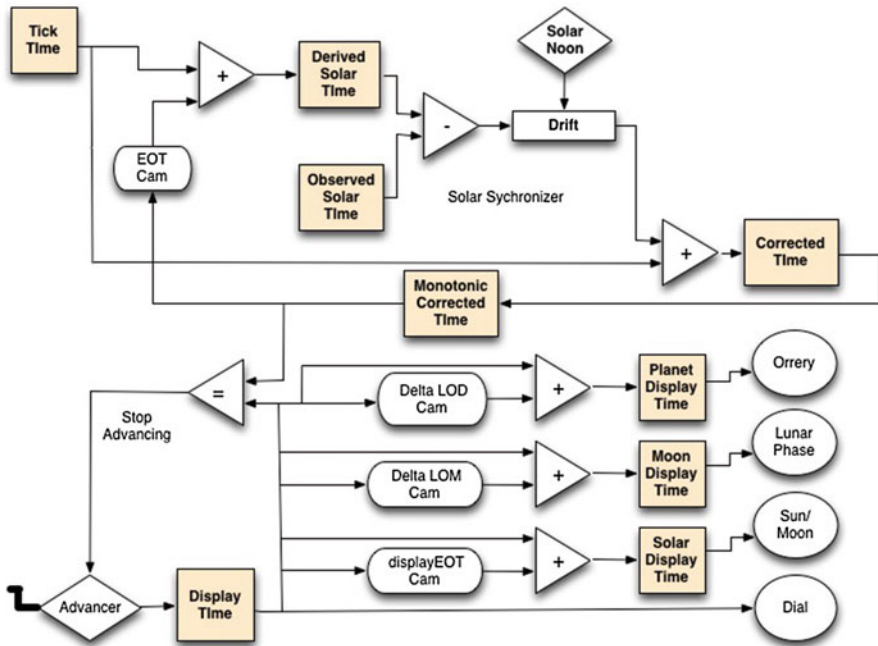 Tick
TIme
+
Derived
Solar
TIme
Solar
Noon
-
Drift
EOT
Cam
Observed
Solar
TIme
Solar Sychronizer
+
Corrected
TIme
Monotonic
Corrected
TIme
=
Stop
Advancing
Delta LOD
Cam
+
Planet
Display
Time
Orrery
Delta LOM
Cam
+
Moon
Display
Time
Lunar
Phase
displayEOT
Cam
+
Solar
Display
Time
Sun/
Moon
Advancer
Display
TIme
Dial